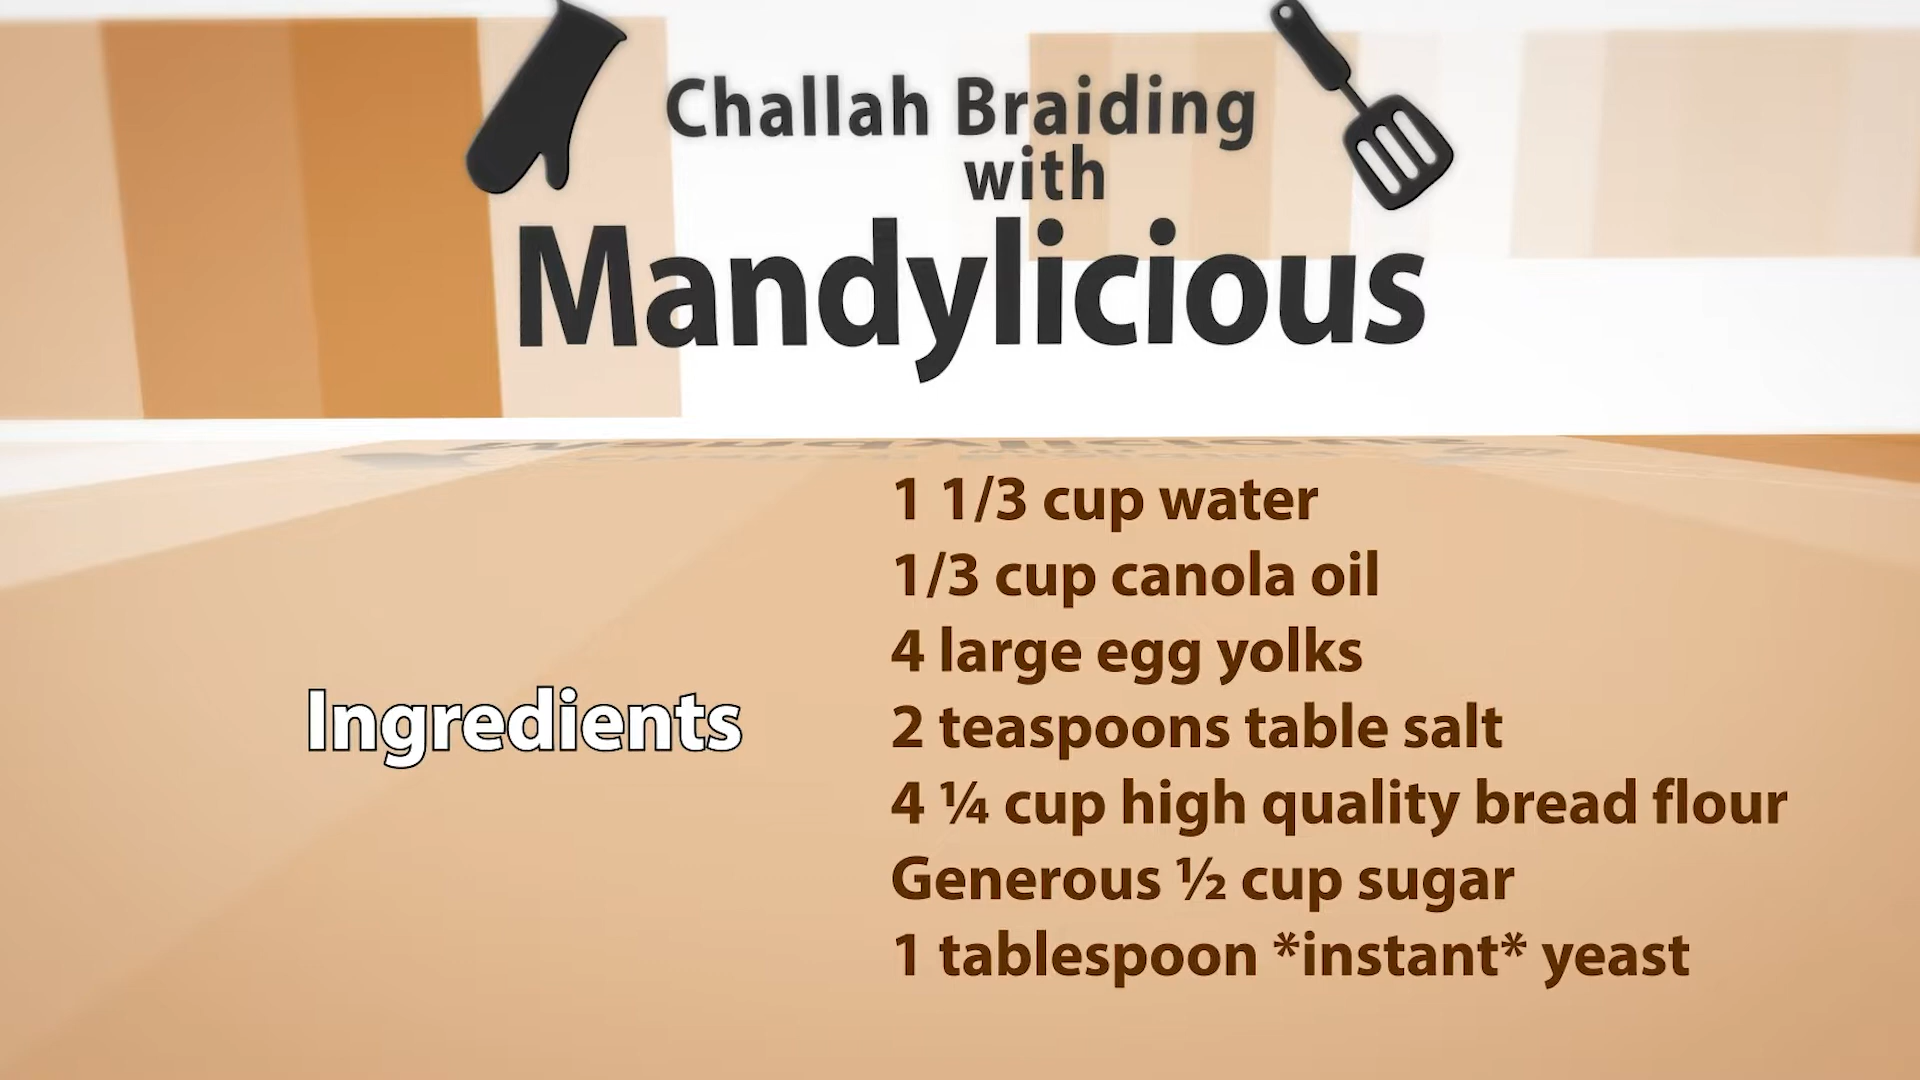 Challah Braiding
with
Mandylicious
Ingredients
1 1/3 cup water
1/3 cup canola oil
4 large egg yolks
2 teaspoons table salt
4 ¼ cup high quality bread flour
Generous ½ cup sugar
1 tablespoon *instant* yeast